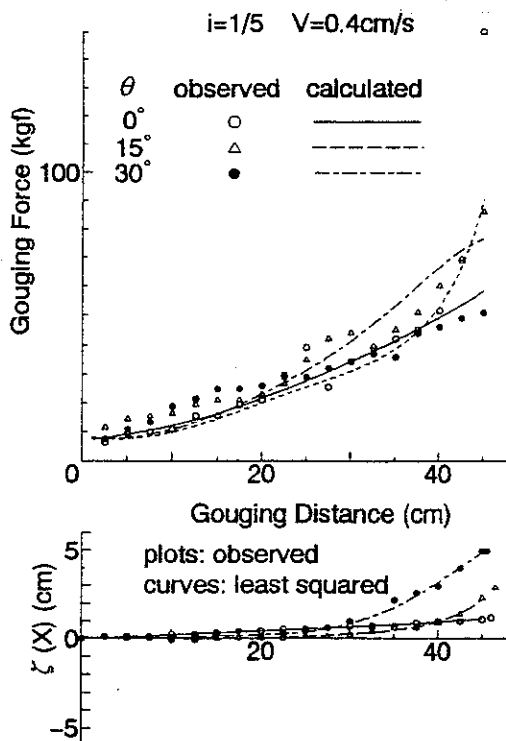 i=1/5 V=0.4cm/s
θ observed calculated
0°
15°
30°
100
Gouging Force (kgf)
0 20 40
Gouging Distance (cm)
plots: observed
curves: least squared
5
0
-5
20 40
ζ (X) (cm)